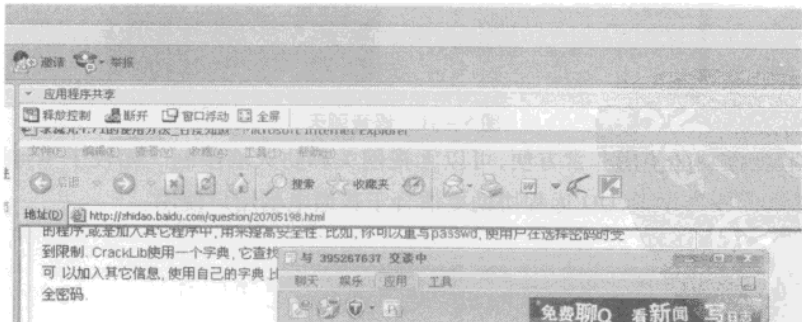 邀请 举报
应用程序共享
释放控制 断开 窗口浮动 全屏
Microsoft Internet Explorer
文件(F) 编辑(E) 查看(V) 收藏(A) 工具(T) 帮助(H)
后退 搜索 收藏夹
地址(D) http://zhidao.baidu.com/question/20705198.html
的程序,或是加入其它程序中,用来提高安全性 比如,你可以重写passwd,使用户在选择密码时受
到限制. CrackLib使用一个字典,它查找
与 395267637 交谈中
可 以加入其它信息,使用自己的字典 比
聊天 娱乐 应用 工具
全密码.
免费聊Q 看新闻 写日志